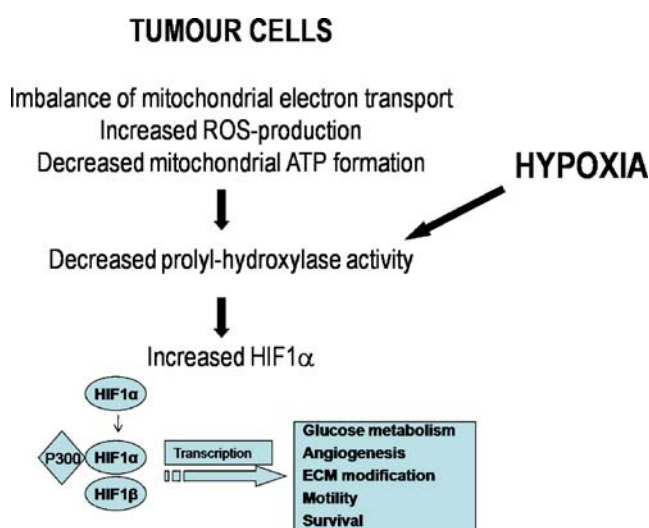 TUMOUR CELLS
Imbalance of mitochondrial electron transport
Increased ROS-production
Decreased mitochondrial ATP formation
HYPOXIA
Decreased prolyl-hydroxylase activity
Increased HIF1α
HIF1α
P300
HIF1α
HIF1β
Transcription
Glucose metabolism
Angiogenesis
ECM modification
Motility
Survival